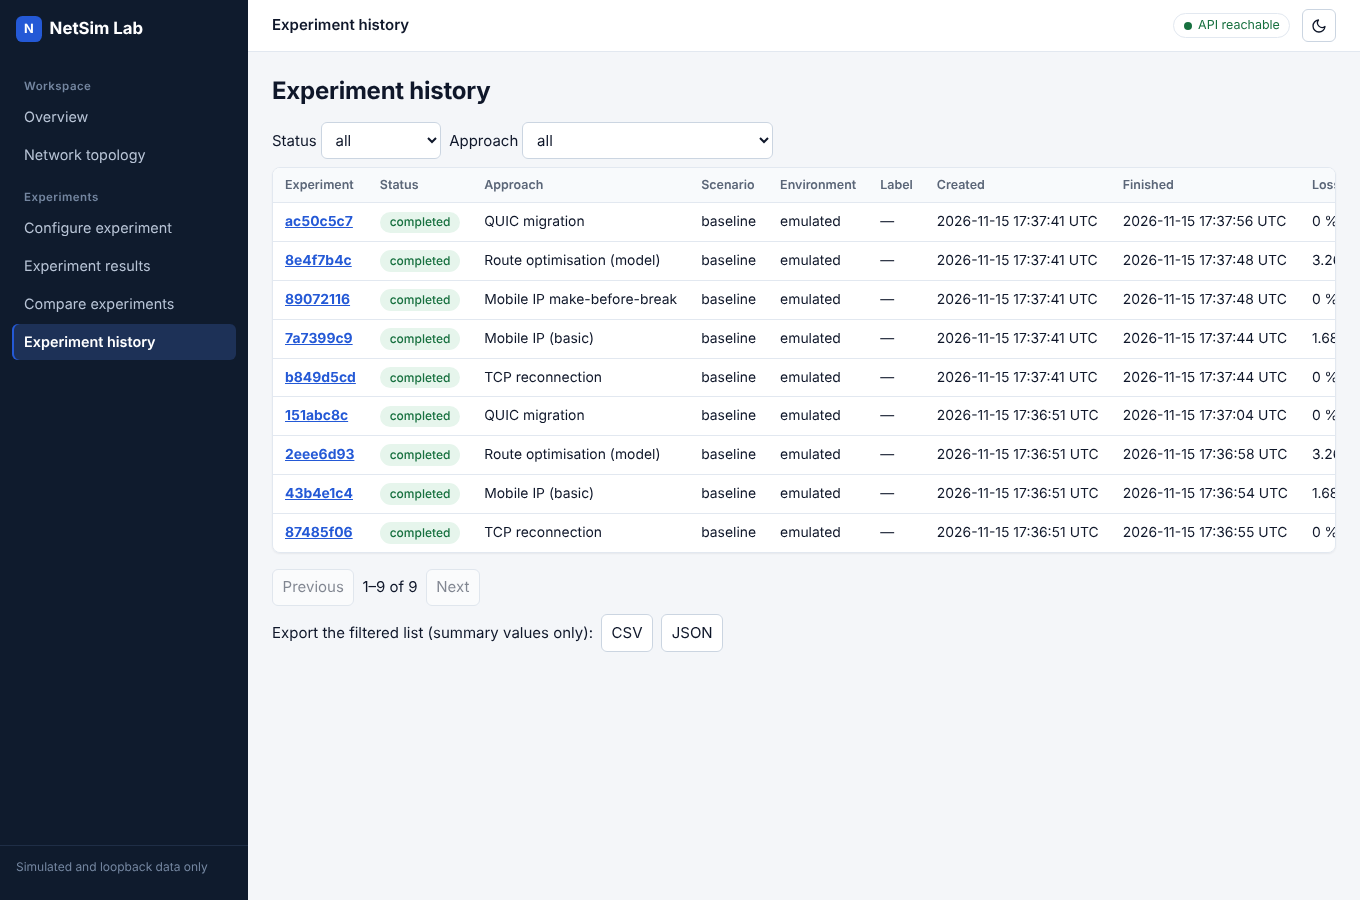 N NetSim Lab
Workspace
Overview
Network topology
Experiments
Configure experiment
Experiment results
Compare experiments
Experiment history
Simulated and loopback data only
Experiment history
API reachable
Experiment history
Status all Approach all
Experiment Status Approach Scenario Environment Label Created Finished
ac50c5c7 completed QUIC migration baseline emulated — 2026-11-15 17:37:41 UTC 2026-11-15 17:37:56 UTC 0 %
8e4f7b4c completed Route optimisation (model) baseline emulated — 2026-11-15 17:37:41 UTC 2026-11-15 17:37:48 UTC
89072116 completed Mobile IP make-before-break baseline emulated — 2026-11-15 17:37:41 UTC 2026-11-15 17:37:48 UTC 0 %
7a7399c9 completed Mobile IP (basic) baseline emulated — 2026-11-15 17:37:41 UTC 2026-11-15 17:37:44 UTC 1.68
b849d5cd completed TCP reconnection baseline emulated — 2026-11-15 17:37:41 UTC 2026-11-15 17:37:44 UTC 0 %
151abc8c completed QUIC migration baseline emulated — 2026-11-15 17:36:51 UTC 2026-11-15 17:37:04 UTC 0 %
2eee6d93 completed Route optimisation (model) baseline emulated — 2026-11-15 17:36:51 UTC 2026-11-15 17:36:58 UTC
43b4e1c4 completed Mobile IP (basic) baseline emulated — 2026-11-15 17:36:51 UTC 2026-11-15 17:36:54 UTC 1.68
87485f06 completed TCP reconnection baseline emulated — 2026-11-15 17:36:51 UTC 2026-11-15 17:36:55 UTC 0 %
Previous 1–9 of 9 Next
Export the filtered list (summary values only): CSV JSON